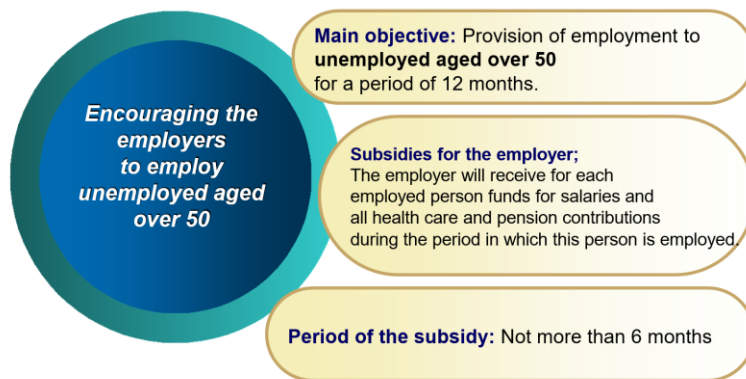 Encouraging the
employers
to employ
unemployed aged
over 50
Main objective: Provision of employment to
unemployed aged over 50
for a period of 12 months.
Subsidies for the employer;
The employer will receive for each
employed person funds for salaries and
all health care and pension contributions
during the period in which this person is employed.
Period of the subsidy: Not more than 6 months